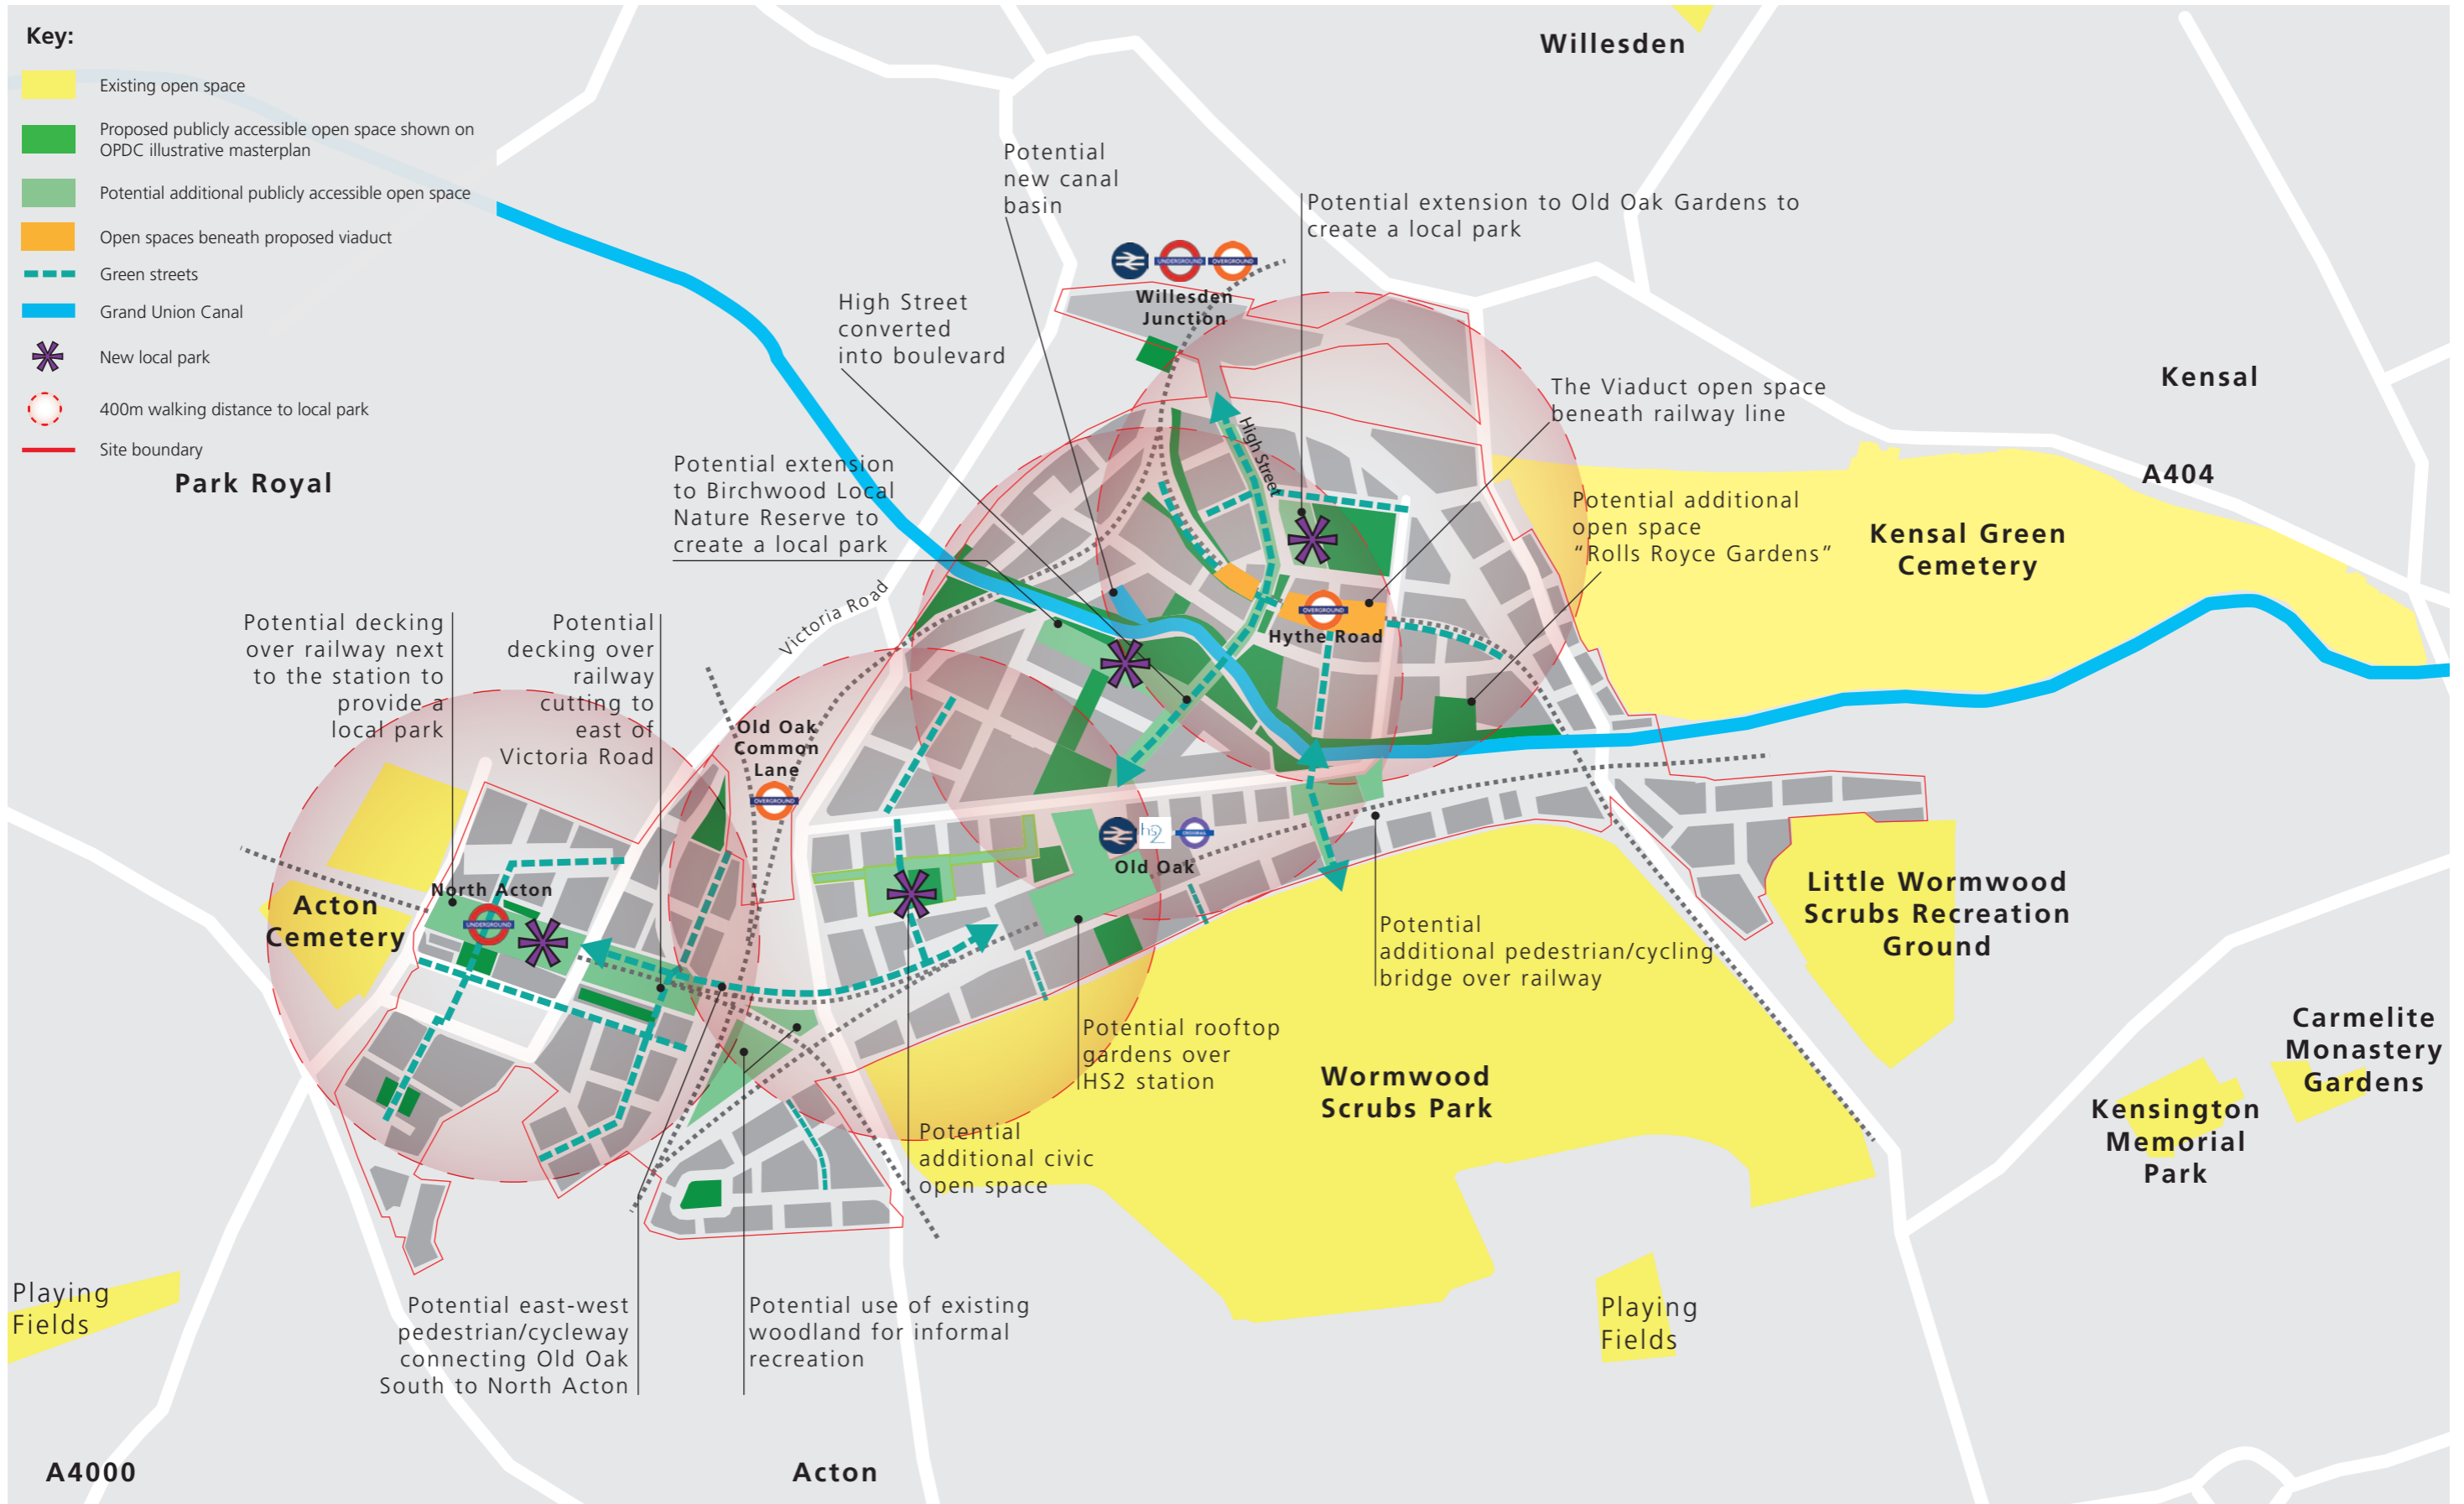 Key:
Existing open space
Proposed publicly accessible open space shown on
OPDC illustrative masterplan
Potential additional publicly accessible open space
Open spaces beneath proposed viaduct
Green streets
Grand Union Canal
New local park
400m walking distance to local park
Site boundary
Park Royal
Willesden
Kensal
A404
Kensal Green
Cemetery
Potential
new canal
basin
Potential extension to Old Oak Gardens to
create a local park
UNDERGROUND
OVERGROUND
Willesden
Junction
High Street
converted
into boulevard
The Viaduct open space
beneath railway line
High Street
Potential extension
to Birchwood Local
Nature Reserve to
create a local park
Potential additional
open space
“Rolls Royce Gardens”
Victoria Road
OVERGROUND
Hythe Road
Potential decking
over railway next
to the station to
provide a
local park
Potential
decking over
railway
cutting to
east of
Victoria Road
Old Oak
Common
Lane
OVERGROUND
hs2
CROSSRAIL
Old Oak
North Acton
UNDERGROUND
Acton
Cemetery
Little Wormwood
Scrubs Recreation
Ground
Potential
additional pedestrian/cycling
bridge over railway
Potential rooftop
gardens over
HS2 station
Wormwood
Scrubs Park
Carmelite
Monastery
Gardens
Kensington
Memorial
Park
Potential
additional civic
open space
Playing
Fields
Potential east-west
pedestrian/cycleway
connecting Old Oak
South to North Acton
Potential use of existing
woodland for informal
recreation
Playing
Fields
A4000
Acton